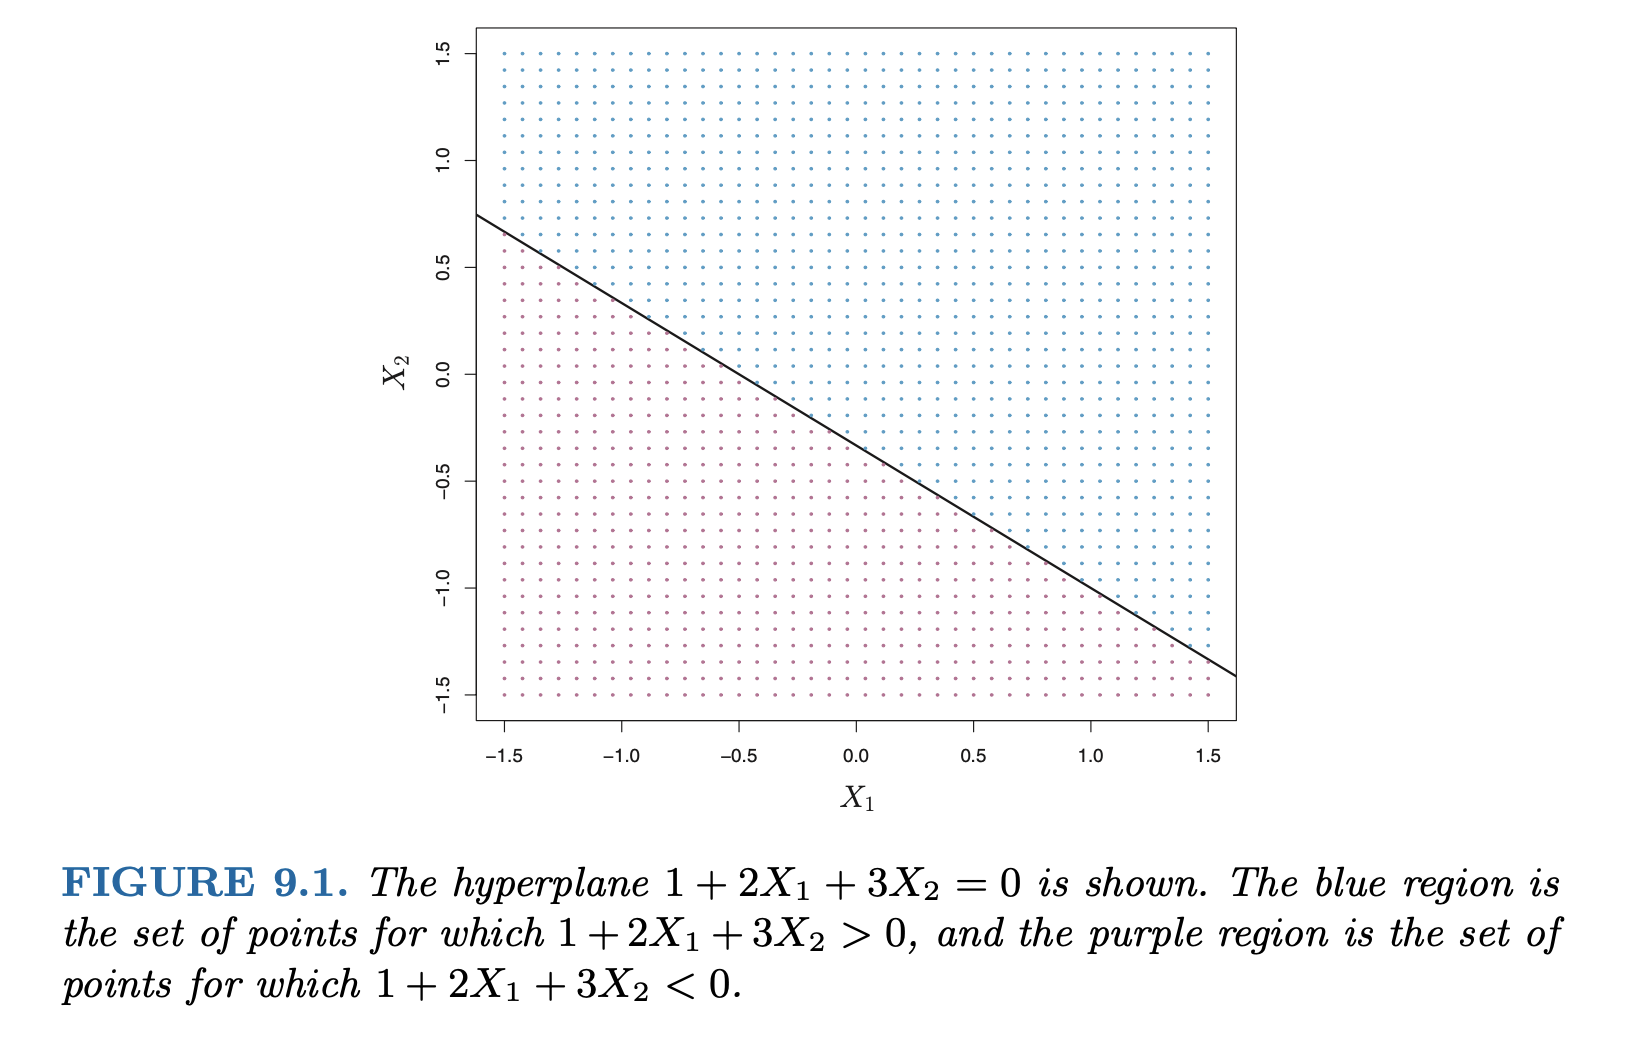 1.5
1.0
0.5
0.0
−0.5
−1.0
−1.5
X₂
−1.5 −1.0 −0.5 0.0 0.5 1.0 1.5
X₁
FIGURE 9.1. The hyperplane 1 + 2X₁ + 3X₂ = 0 is shown. The blue region is
the set of points for which 1 + 2X₁ + 3X₂ > 0, and the purple region is the set of
points for which 1 + 2X₁ + 3X₂ < 0.